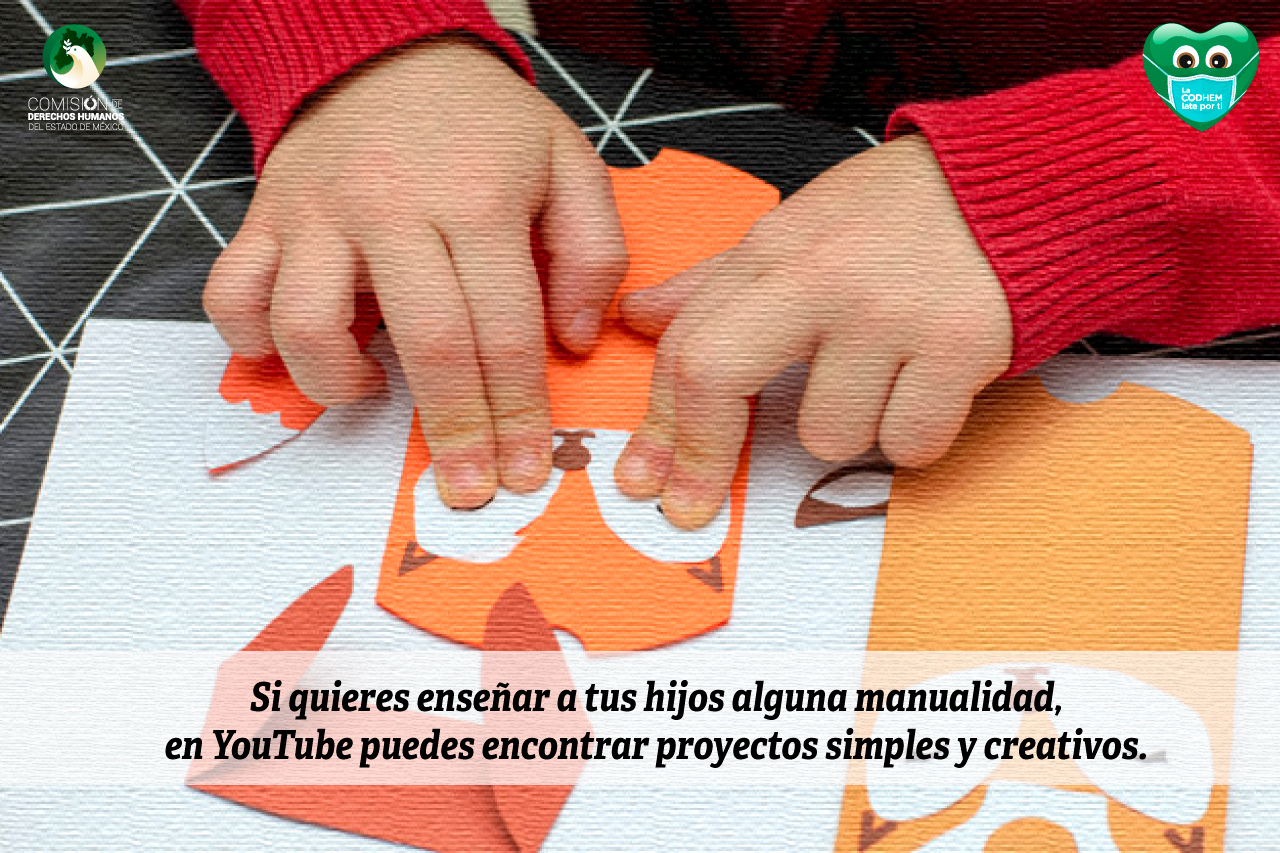 COMISIÓN DE
DERECHOS HUMANOS
DEL ESTADO DE MÉXICO
La
CODHEM
late por ti
Si quieres enseñar a tus hijos alguna manualidad,
en YouTube puedes encontrar proyectos simples y creativos.